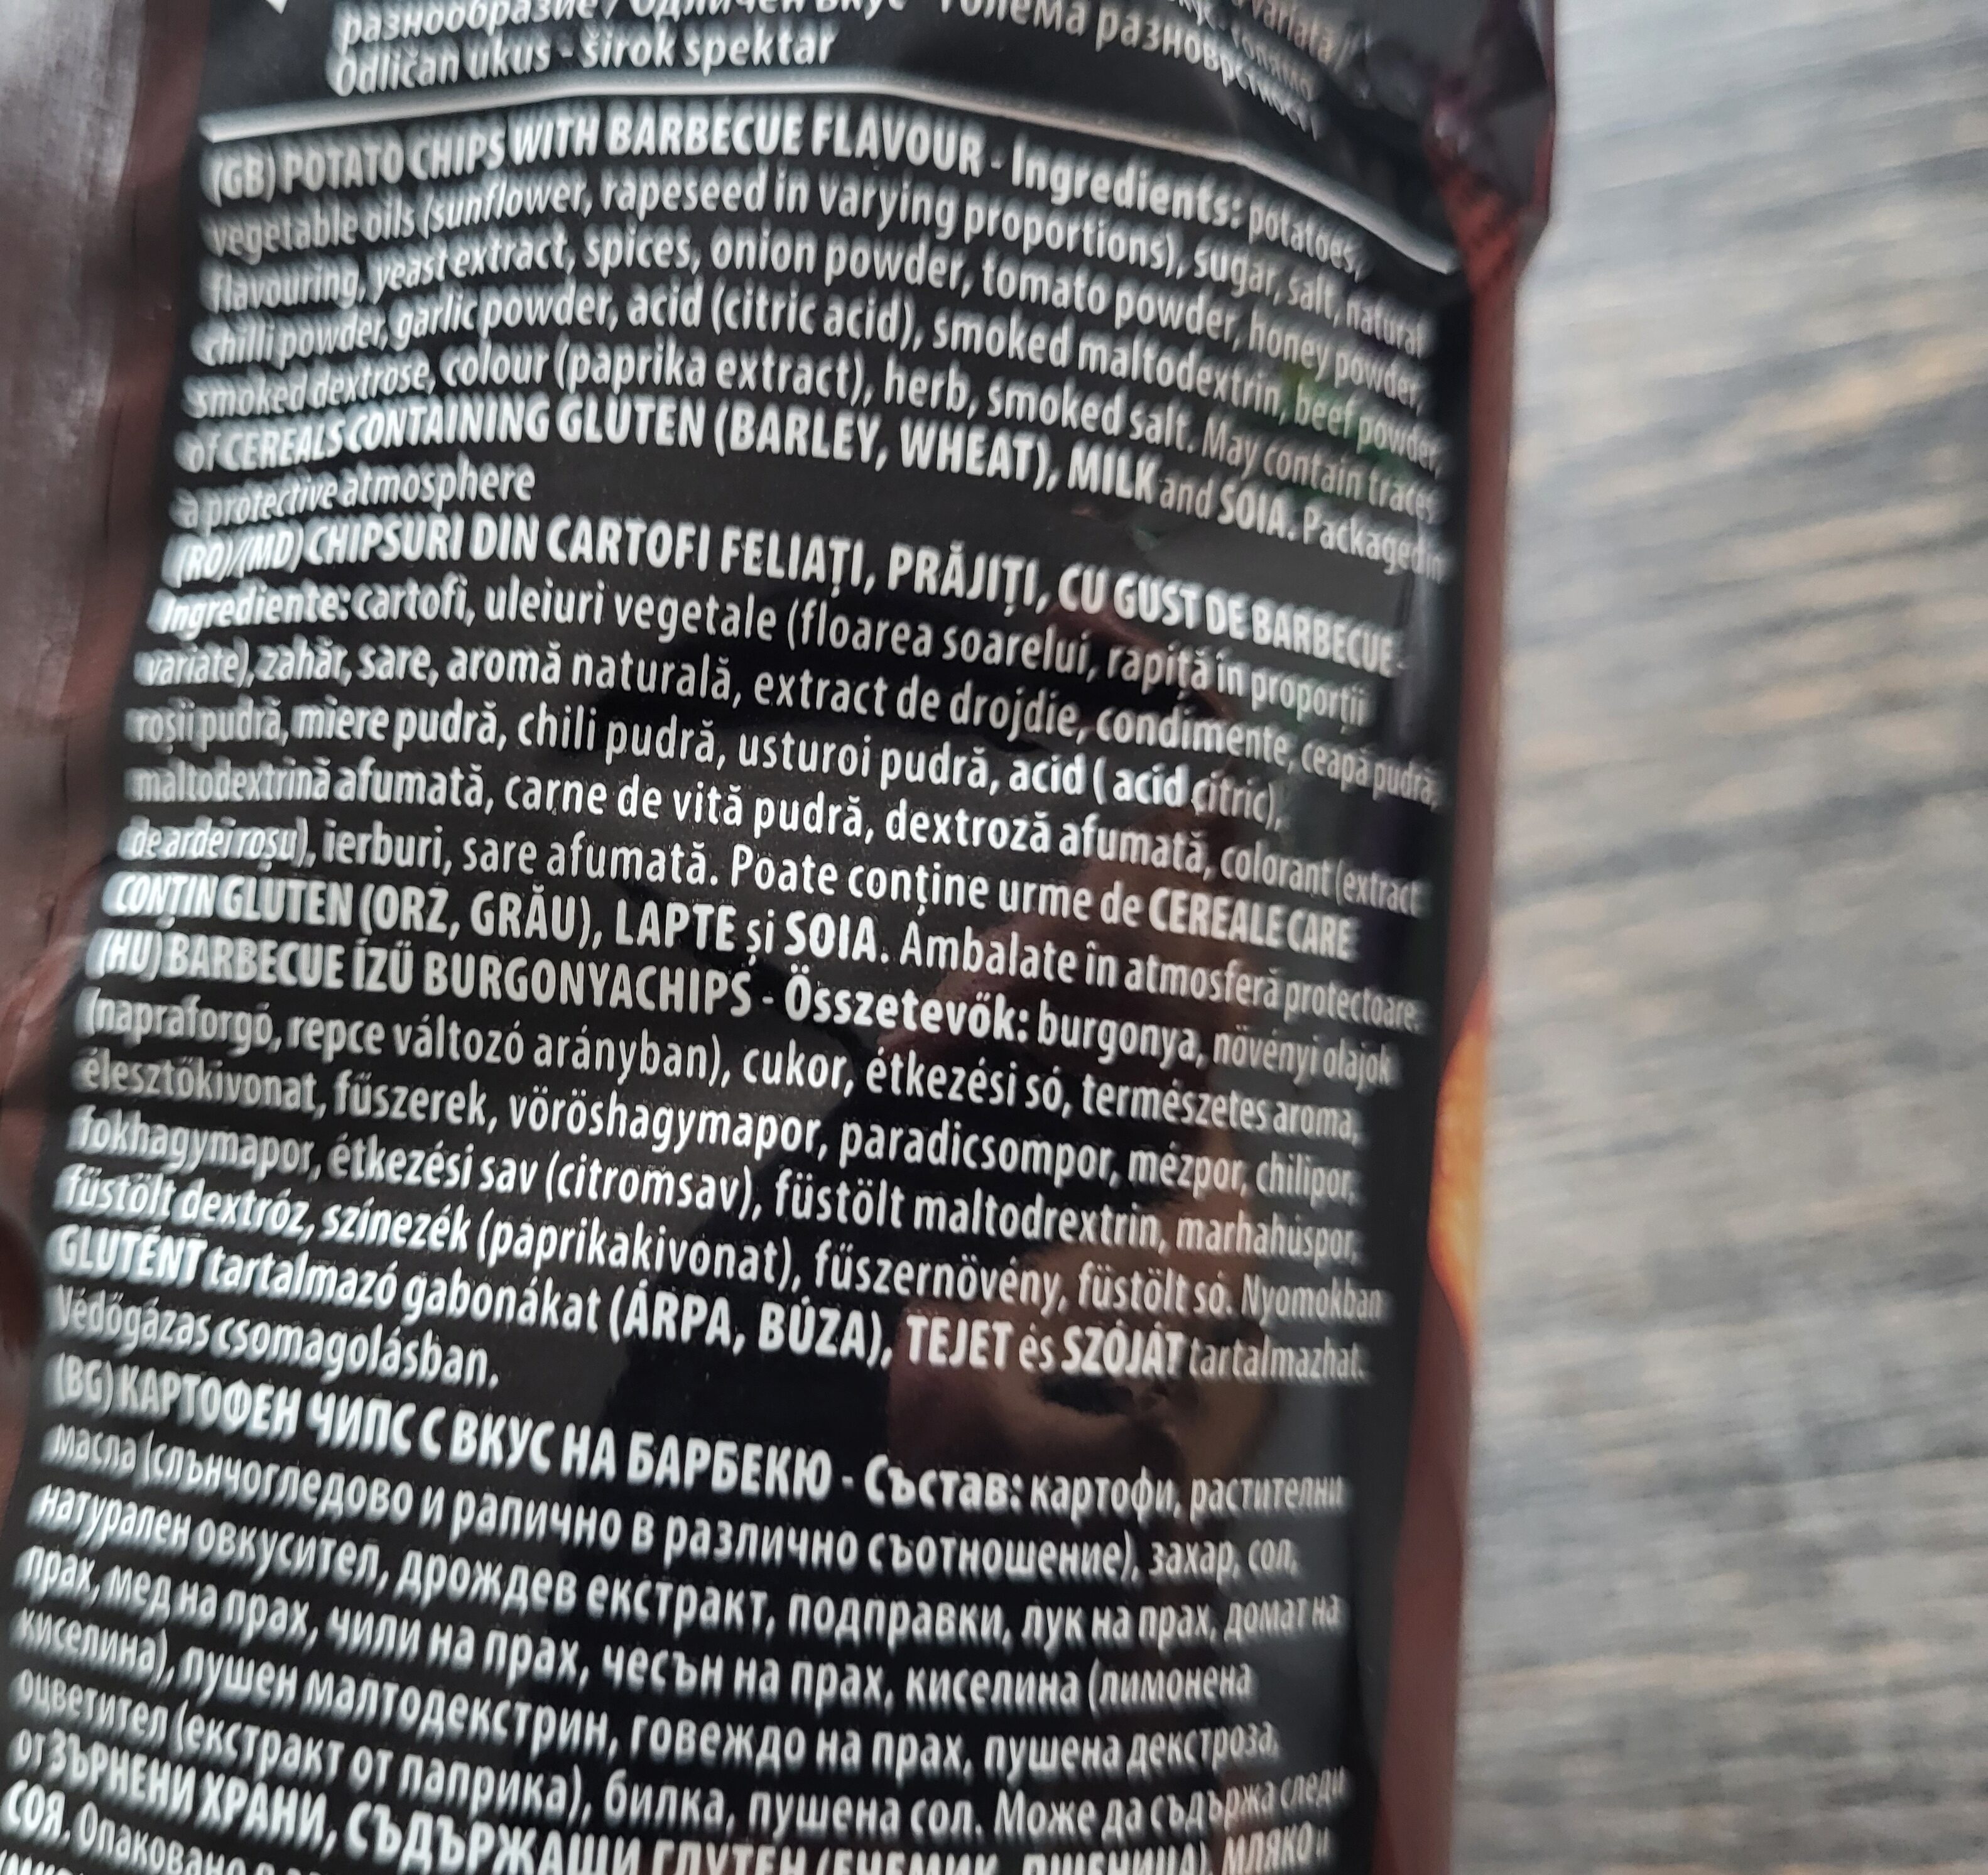 разнообразие / Одличен вкус - Голема разноврсност /
Odličan ukus - širok spektar
(GB) POTATO CHIPS WITH BARBECUE FLAVOUR - Ingredients: potatoes,
vegetable oils (sunflower, rapeseed in varying proportions), sugar, salt, natural
flavouring, yeast extract, spices, onion powder, tomato powder, honey powder,
chilli powder, garlic powder, acid (citric acid), smoked maltodextrin, beef powder,
smoked dextrose, colour (paprika extract), herb, smoked salt. May contain traces
of CEREALS CONTAINING GLUTEN (BARLEY, WHEAT), MILK and SOIA. Packaged in
a protective atmosphere
(RO)/(MD) CHIPSURI DIN CARTOFI FELIAȚI, PRĂJIȚI, CU GUST DE BARBECUE -
Ingrediente: cartofi, uleiuri vegetale (floarea soarelui, rapiță în proporții
variate), zahăr, sare, aromă naturală, extract de drojdie, condimente, ceapă pudră,
roșii pudră, miere pudră, chili pudră, usturoi pudră, acid ( acid citric),
maltodextrină afumată, carne de vită pudră, dextroză afumată, colorant (extract
de ardei roșu), ierburi, sare afumată. Poate conține urme de CEREALE CARE
CONȚIN GLUTEN (ORZ, GRÂU), LAPTE și SOIA. Ambalate în atmosferă protectoare.
(HU) BARBECUE ÍZŰ BURGONYACHIPS - Összetevők: burgonya, növényi olajok
(napraforgó, repce változó arányban), cukor, étkezési só, természetes aroma,
élesztőkivonat, fűszerek, vöröshagymapor, paradicsompor, mézpor, chilipor,
fokhagymapor, étkezési sav (citromsav), füstölt maltodrextrin, marhahúspor,
füstölt dextróz, színezék (paprikakivonat), fűszernövény, füstölt só. Nyomokban
GLUTÉNT tartalmazó gabonákat (ÁRPA, BÚZA), TEJET és SZÓJÁT tartalmazhat.
Védőgázas csomagolásban.
(BG) КАРТОФЕН ЧИПС С ВКУС НА БАРБЕКЮ - Състав: картофи, растителни
масла (слънчогледово и рапично в различно съотношение), захар, сол,
натурален овкусител, дрождев екстракт, подправки, лук на прах, домат на
прах, мед на прах, чили на прах, чесън на прах, киселина (лимонена
киселина), пушен малтодекстрин, говеждо на прах, пушена декстроза,
оцветител (екстракт от паприка), билка, пушена сол. Може да съдържа следи
от ЗЪРНЕНИ ХРАНИ, СЪДЪРЖАЩИ ГЛУТЕН (ЕЧЕМИК, ПШЕНИЦА), МЛЯКО и
СОЯ. Опаковано